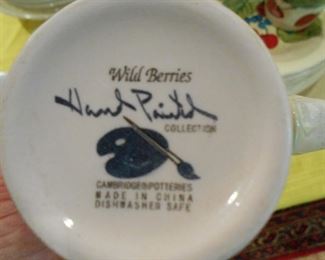 Wild Berries
Hand Painted
COLLECTION
CAMBRIDGE POTTERIES
MADE IN CHINA
DISHWASHER SAFE